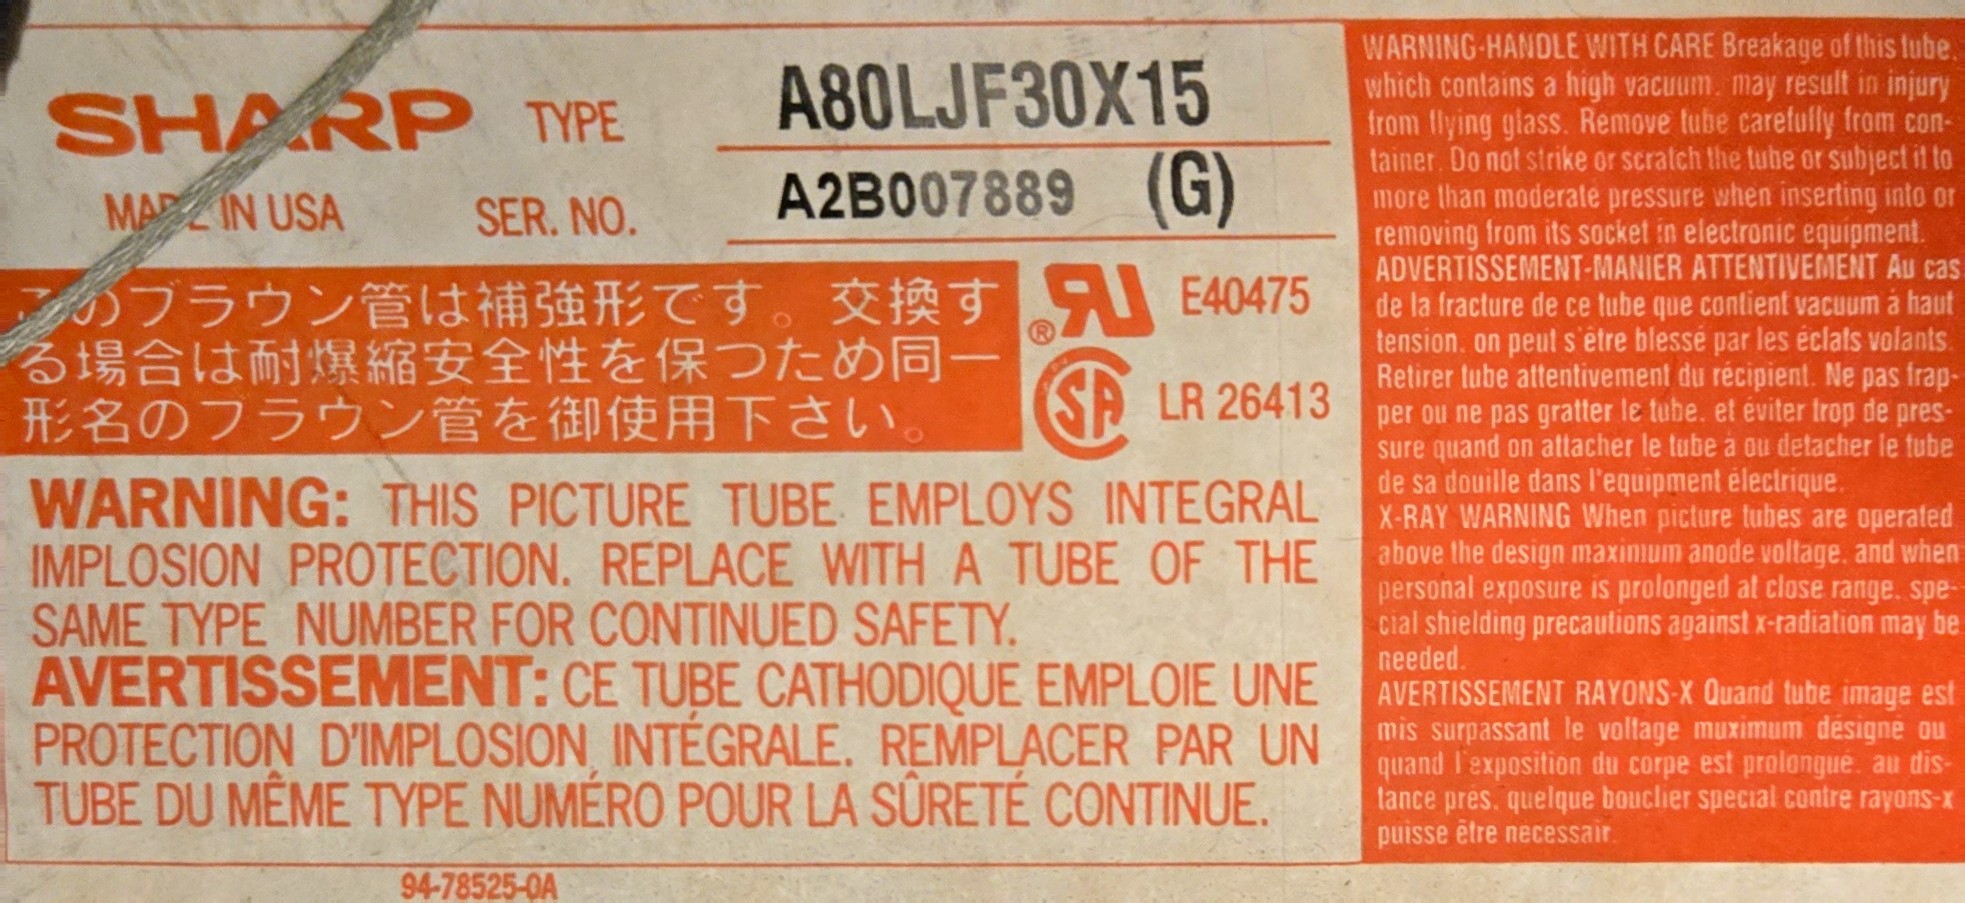 SHARP TYPE A80LJF30X15
MADE IN USA SER. NO. A2B007889 (G)
このブラウン管は補強形です。交換す
る場合は耐爆縮安全性を保つため同一
形名のブラウン管を御使用下さい。
UR® E40475
SA LR 26413
WARNING: THIS PICTURE TUBE EMPLOYS INTEGRAL
IMPLOSION PROTECTION. REPLACE WITH A TUBE OF THE
SAME TYPE NUMBER FOR CONTINUED SAFETY.
AVERTISSEMENT: CE TUBE CATHODIQUE EMPLOIE UNE
PROTECTION D'IMPLOSION INTÉGRALE. REMPLACER PAR UN
TUBE DU MÊME TYPE NUMÉRO POUR LA SÛRETÉ CONTINUE.
94-78525-0A
WARNING-HANDLE WITH CARE Breakage of this tube,
which contains a high vacuum, may result in injury
from flying glass. Remove tube carefully from con-
tainer. Do not strike or scratch the tube or subject it to
more than moderate pressure when inserting into or
removing from its socket in electronic equipment.
ADVERTISSEMENT-MANIER ATTENTIVEMENT Au cas
de la fracture de ce tube que contient vacuum à haut
tension, on peut s'être blessé par les éclats volants.
Retirer tube attentivement du récipient. Ne pas frap-
per ou ne pas gratter le tube, et éviter trop de pres-
sure quand on attacher le tube à ou detacher le tube
de sa douille dans l'equipment électrique.
X-RAY WARNING When picture tubes are operated
above the design maximum anode voltage, and when
personal exposure is prolonged at close range, spe-
cial shielding precautions against x-radiation may be
needed.
AVERTISSEMENT RAYONS-X Quand tube image est
mis surpassant le voltage muximum désigné ou
quand l'exposition du corpe est prolongué, au dis-
tance prés, quelque bouclier special contre rayons-x
puisse être necessair.